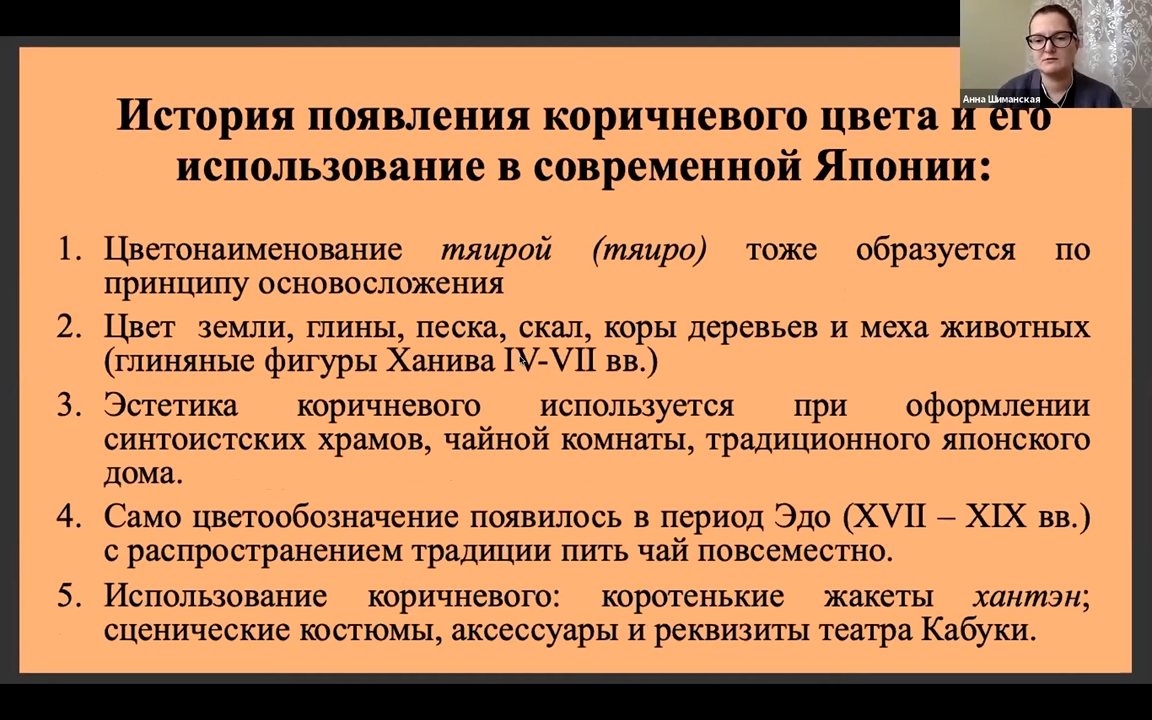 Анна Шиманская
История появления коричневого цвета и его
использование в современной Японии:
1. Цветонаименование тяирой (тяиро) тоже образуется по
принципу основосложения
2. Цвет земли, глины, песка, скал, коры деревьев и меха животных
(глиняные фигуры Ханива IV-VII вв.)
3. Эстетика коричневого используется при оформлении
синтоистских храмов, чайной комнаты, традиционного японского
дома.
4. Само цветообозначение появилось в период Эдо (XVII – XIX вв.)
с распространением традиции пить чай повсеместно.
5. Использование коричневого: коротенькие жакеты хантэн;
сценические костюмы, аксессуары и реквизиты театра Кабуки.